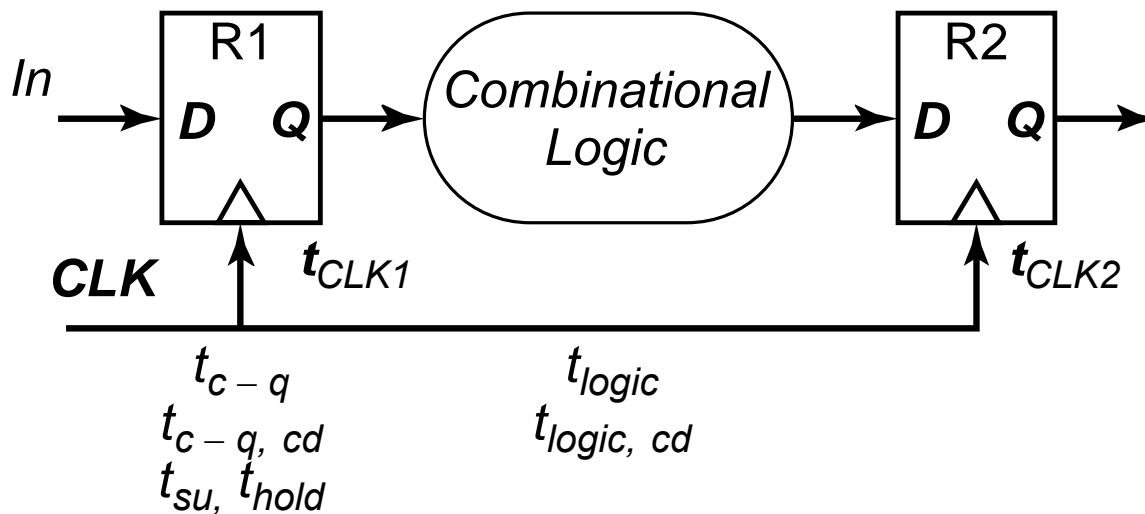 R1
R2
In
Combinational
Logic
D Q
D Q
CLK
tCLK1
tCLK2
tc – q
tlogic
tc – q, cd
tlogic, cd
tsu, thold